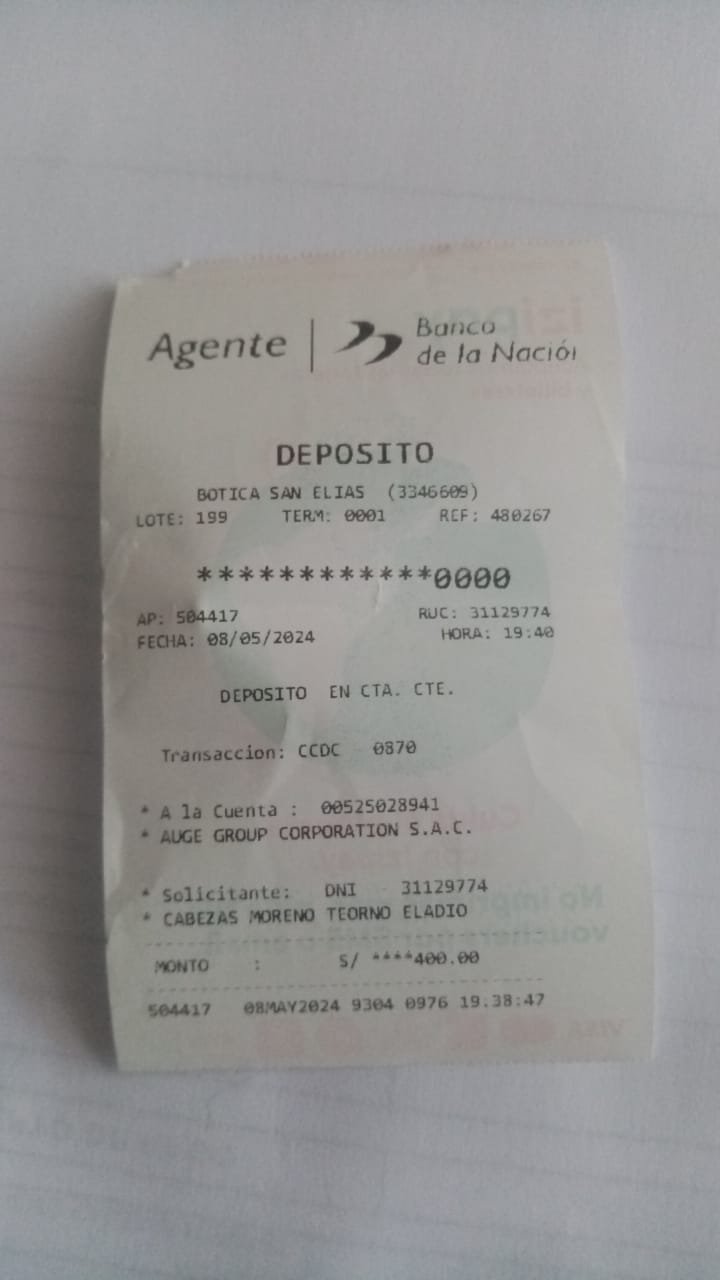 Agente | Banco
de la Nación
DEPOSITO
BOTICA SAN ELIAS (3346609)
LOTE: 199 TERM: 0001 REF: 480267
************0000
AP: 504417 RUC: 31129774
FECHA: 08/05/2024 HORA: 19:40
DEPOSITO EN CTA. CTE.
Transaccion: CCDC 0870
* A la Cuenta : 00525028941
* AUGE GROUP CORPORATION S.A.C.
* Solicitante: DNI 31129774
* CABEZAS MORENO TEORNO ELADIO
MONTO : S/ ****400.00
504417 08MAY2024 9304 0976 19.38:47